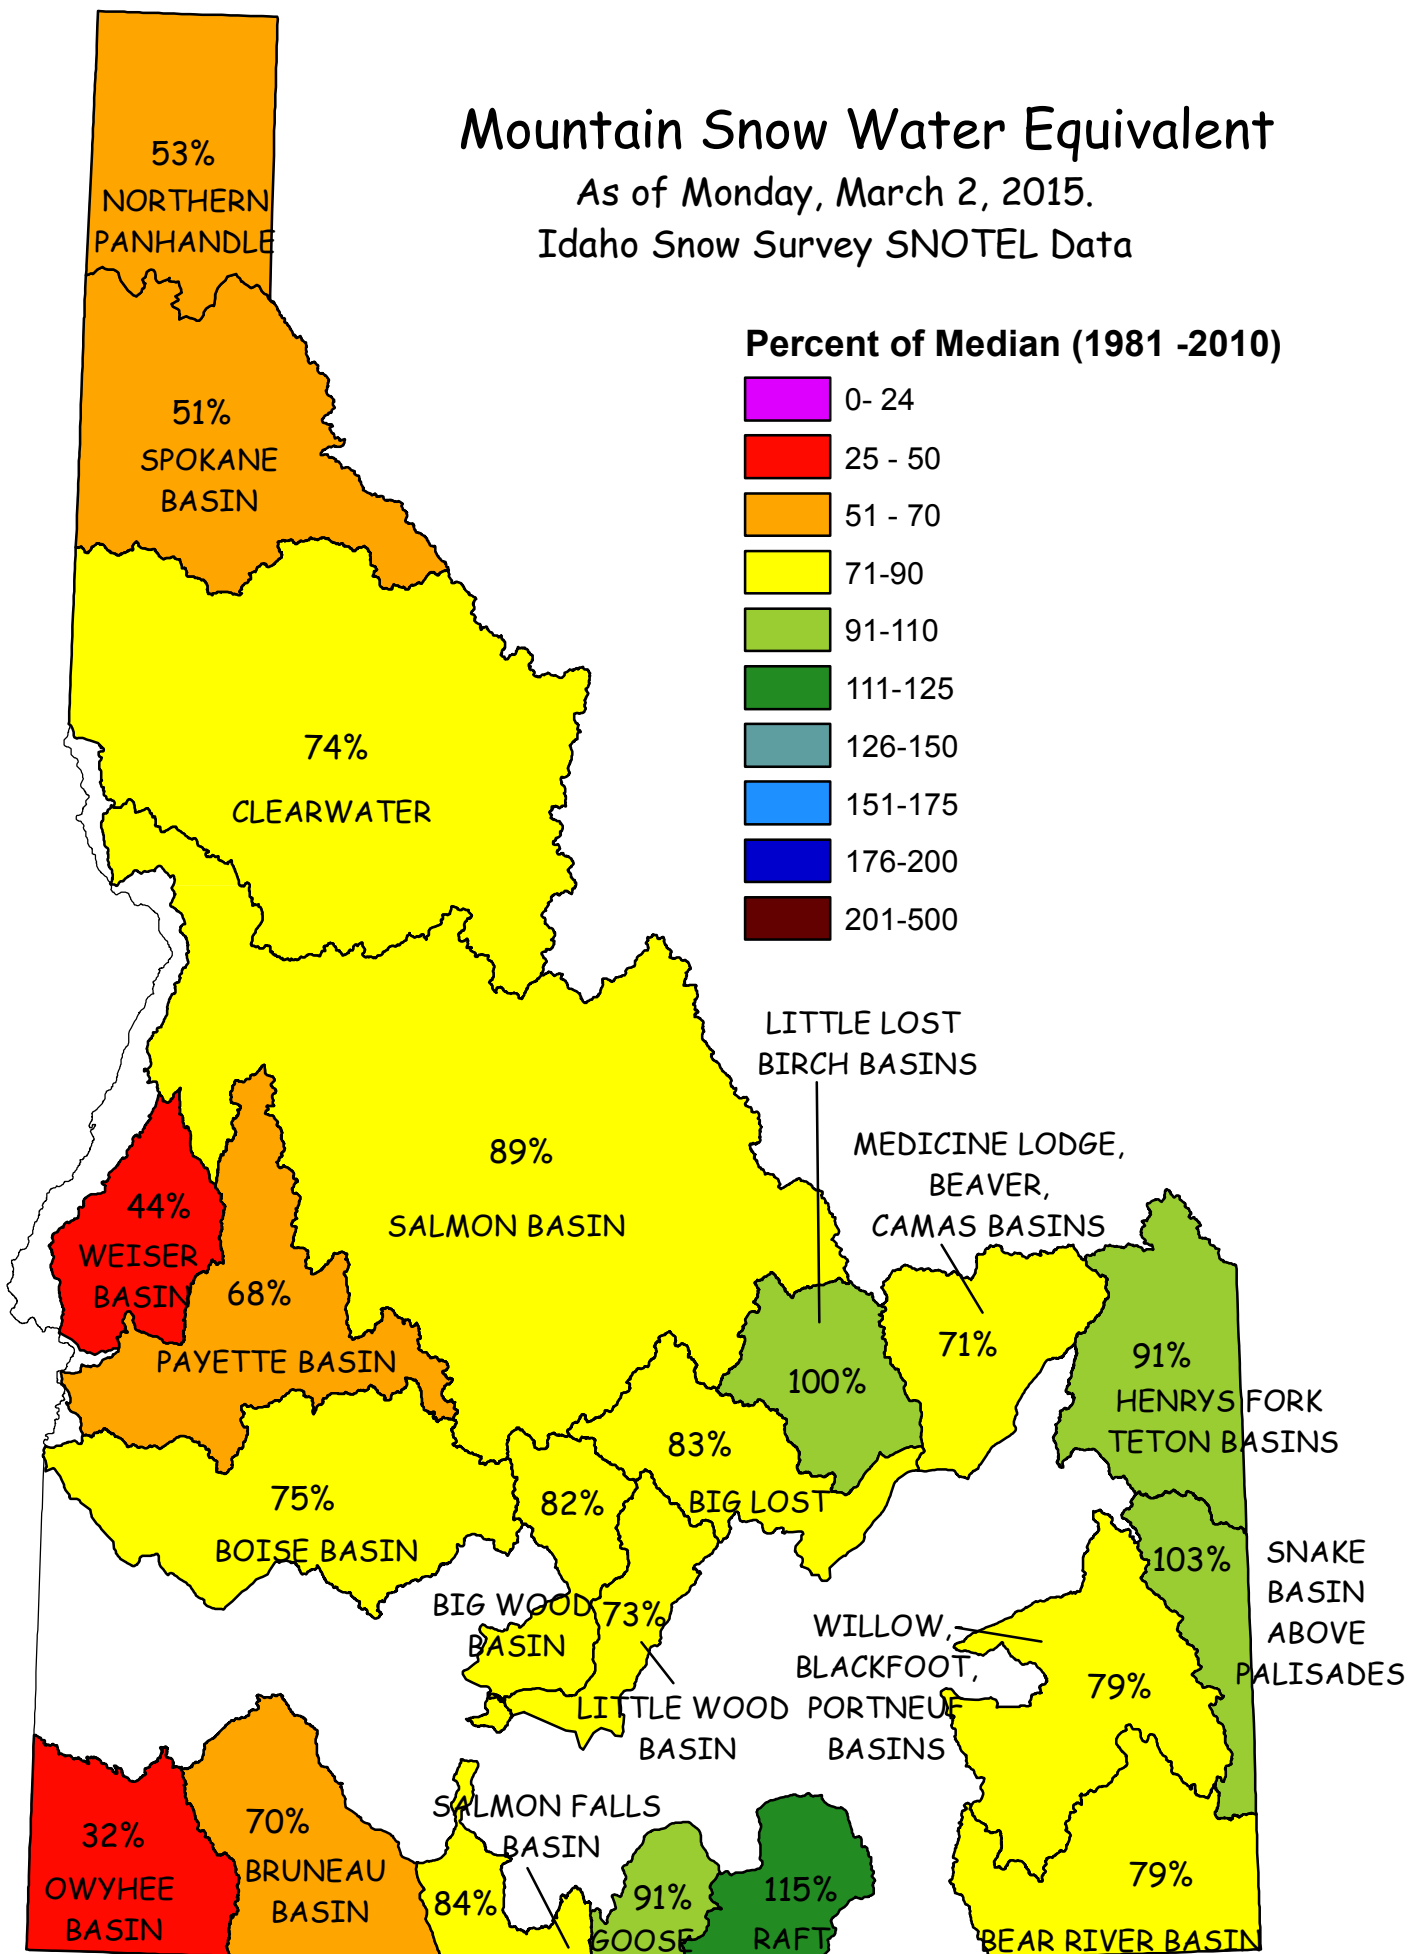 Mountain Snow Water Equivalent
As of Monday, March 2, 2015.
Idaho Snow Survey SNOTEL Data
Percent of Median (1981 -2010)
0- 24
25 - 50
51 - 70
71-90
91-110
111-125
126-150
151-175
176-200
201-500
53%
NORTHERN
PANHANDLE
51%
SPOKANE
BASIN
74%
CLEARWATER
89%
SALMON BASIN
44%
WEISER
BASIN
68%
PAYETTE BASIN
LITTLE LOST
BIRCH BASINS
100%
MEDICINE LODGE,
BEAVER,
CAMAS BASINS
71%
91%
HENRYS FORK
TETON BASINS
83%
BIG LOST
75%
BOISE BASIN
82%
BIG WOOD
BASIN
73%
LITTLE WOOD
BASIN
103%
SNAKE
BASIN
ABOVE
PALISADES
WILLOW,
BLACKFOOT,
PORTNEUF
BASINS
79%
32%
OWYHEE
BASIN
70%
BRUNEAU
BASIN
SALMON FALLS
BASIN
84%
91%
GOOSE
115%
RAFT
79%
BEAR RIVER BASIN